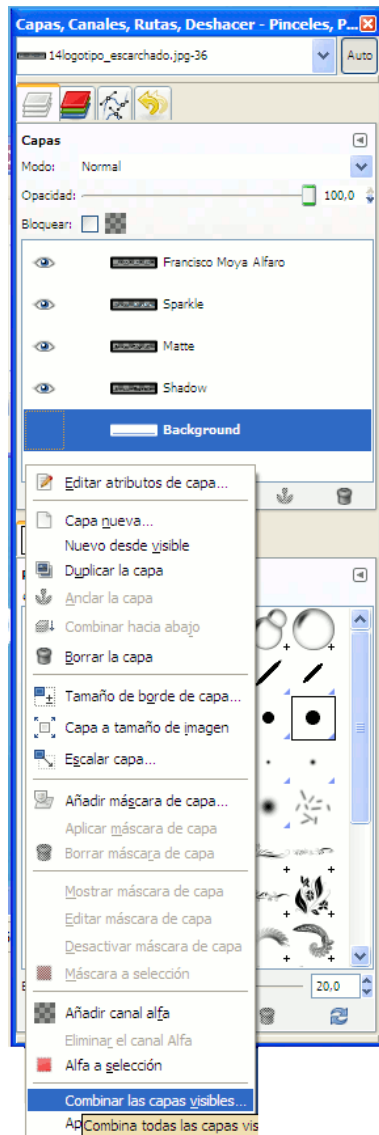 Capas, Canales, Rutas, Deshacer - Pinceles, P...
14logotipo_escarchado.jpg-36
Auto
Capas
Modo: Normal
Opacidad: 100,0
Bloquear:
Francisco Moya Alfaro
Sparkle
Matte
Shadow
Background
Editar atributos de capa...
Capa nueva...
Nuevo desde visible
Duplicar la capa
Anclar la capa
Combinar hacia abajo
Borrar la capa
Tamaño de borde de capa...
Capa a tamaño de imagen
Escalar capa...
Añadir máscara de capa...
Aplicar máscara de capa
Borrar máscara de capa
Mostrar máscara de capa
Editar máscara de capa
Desactivar máscara de capa
Máscara a selección
20,0
Añadir canal alfa
Eliminar el canal Alfa
Alfa a selección
Combinar las capas visibles...
Combina todas las capas vis